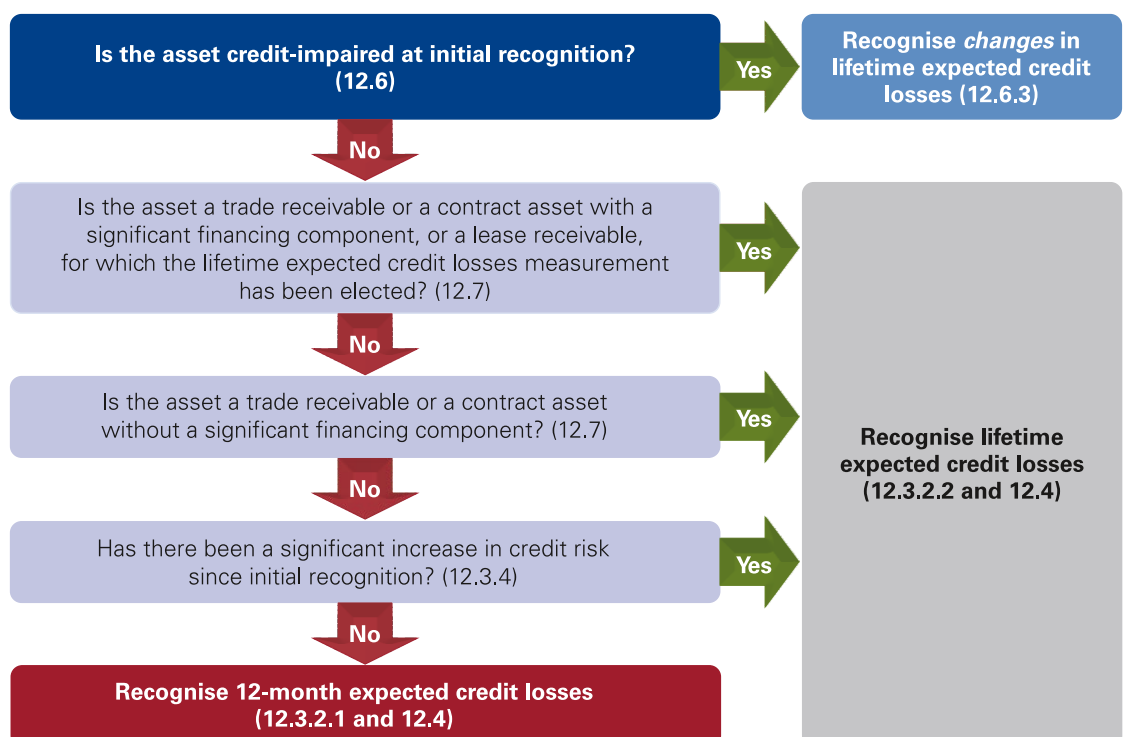 Is the asset credit-impaired at initial recognition?
(12.6)
Yes
Recognise changes in
lifetime expected credit
losses (12.6.3)
No
Is the asset a trade receivable or a contract asset with a
significant financing component, or a lease receivable,
for which the lifetime expected credit losses measurement
has been elected? (12.7)
Yes
No
Is the asset a trade receivable or a contract asset
without a significant financing component? (12.7)
Yes
Recognise lifetime
expected credit losses
(12.3.2.2 and 12.4)
No
Has there been a significant increase in credit risk
since initial recognition? (12.3.4)
Yes
No
Recognise 12-month expected credit losses
(12.3.2.1 and 12.4)